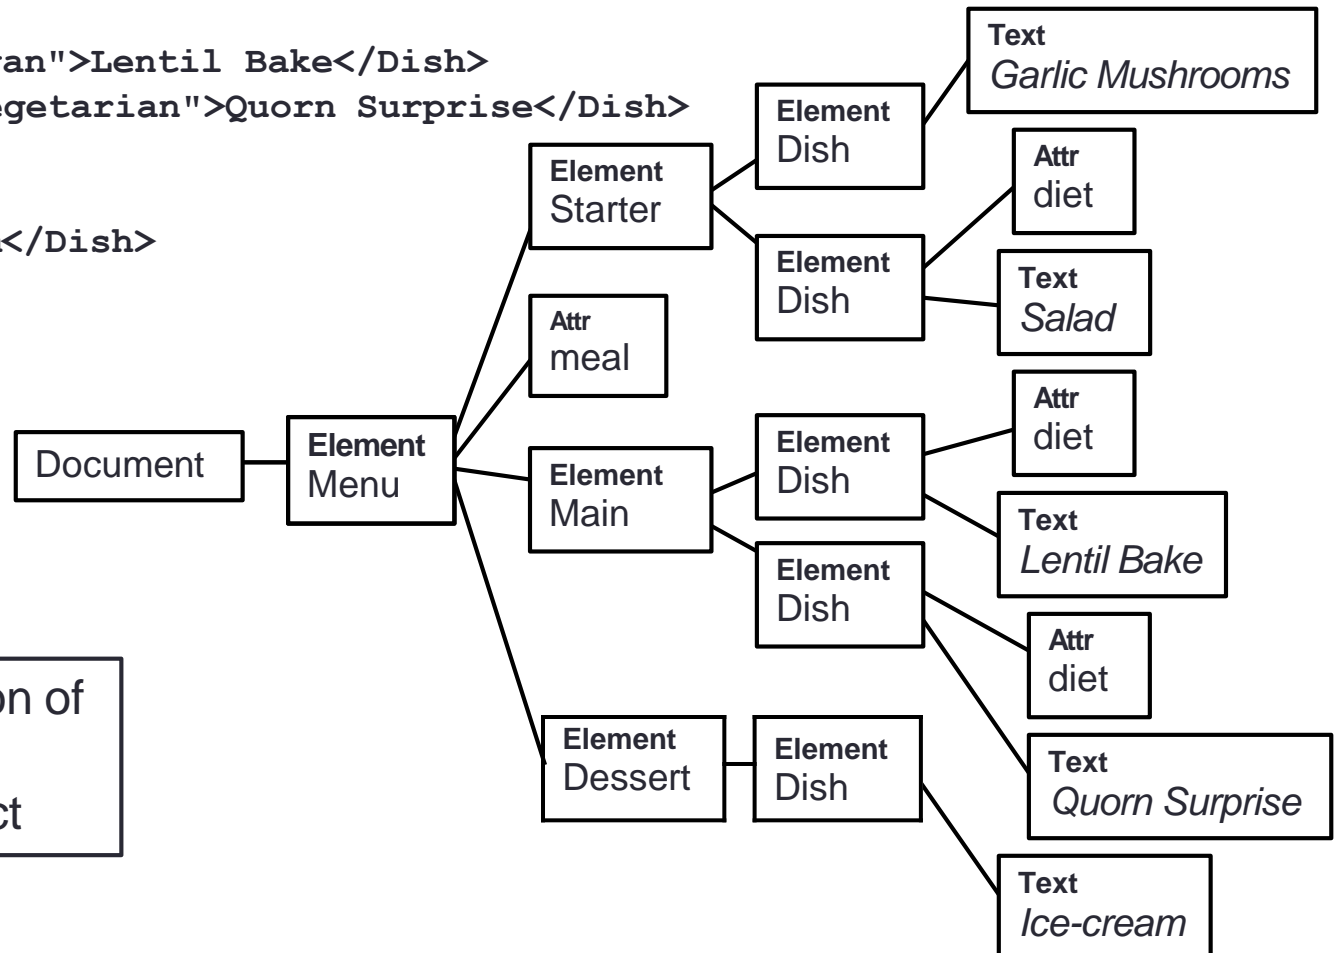 an">Lentil Bake</Dish>
egetarian">Quorn Surprise</Dish>
</Dish>
on of
ct
Document
Element
Menu
Element
Starter
Attr
meal
Element
Main
Element
Dessert
Element
Dish
Element
Dish
Element
Dish
Element
Dish
Element
Dish
Text
Garlic Mushrooms
Attr
diet
Text
Salad
Attr
diet
Text
Lentil Bake
Attr
diet
Text
Quorn Surprise
Text
Ice-cream